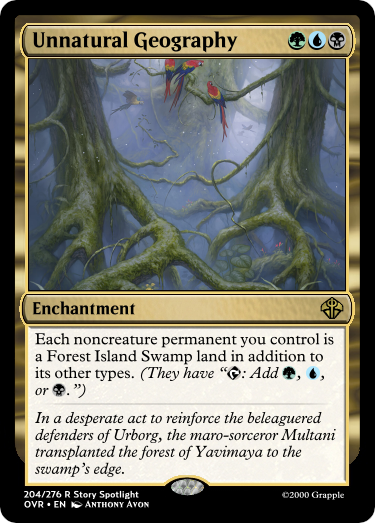 Unnatural Geography
Enchantment
Each noncreature permanent you control is
a Forest Island Swamp land in addition to
its other types. (They have “: Add , ,
or .”)
In a desperate act to reinforce the beleaguered
defenders of Urborg, the maro-sorceror Multani
transplanted the forest of Yavimaya to the
swamp's edge.
204/276 R Story Spotlight
OVR • EN Anthony Avon
©2000 Grapple